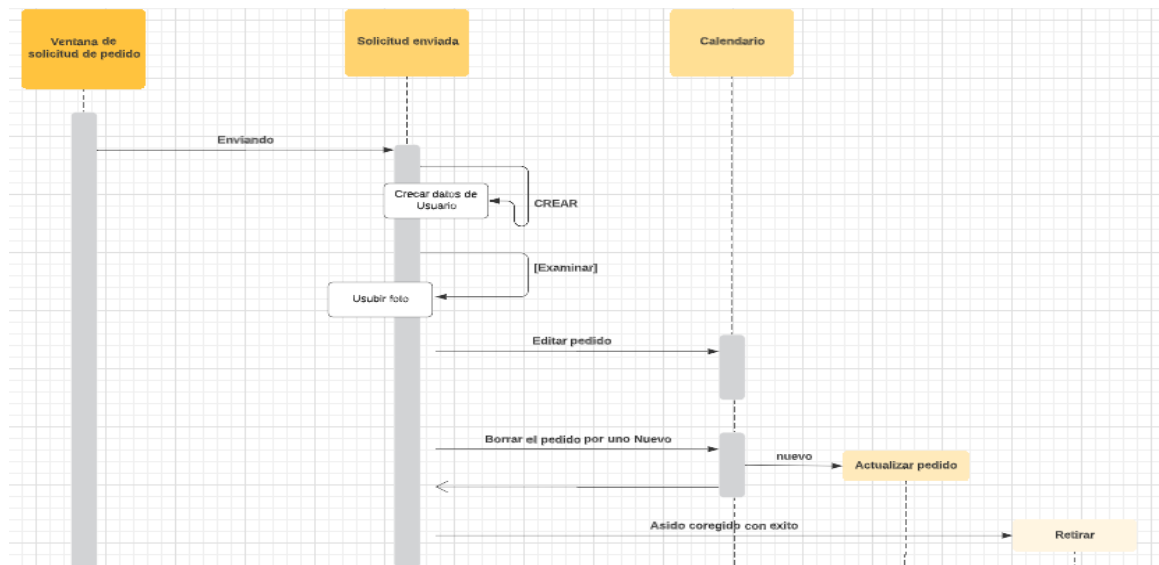 Ventana de
solicitud de pedido
Solicitud enviada
Calendario
Enviando
Crecar datos de
Usuario
CREAR
[Examinar]
Usubir foto
Editar pedido
Borrar el pedido por uno Nuevo
nuevo
Actualizar pedido
Asido coregido con exito
Retirar